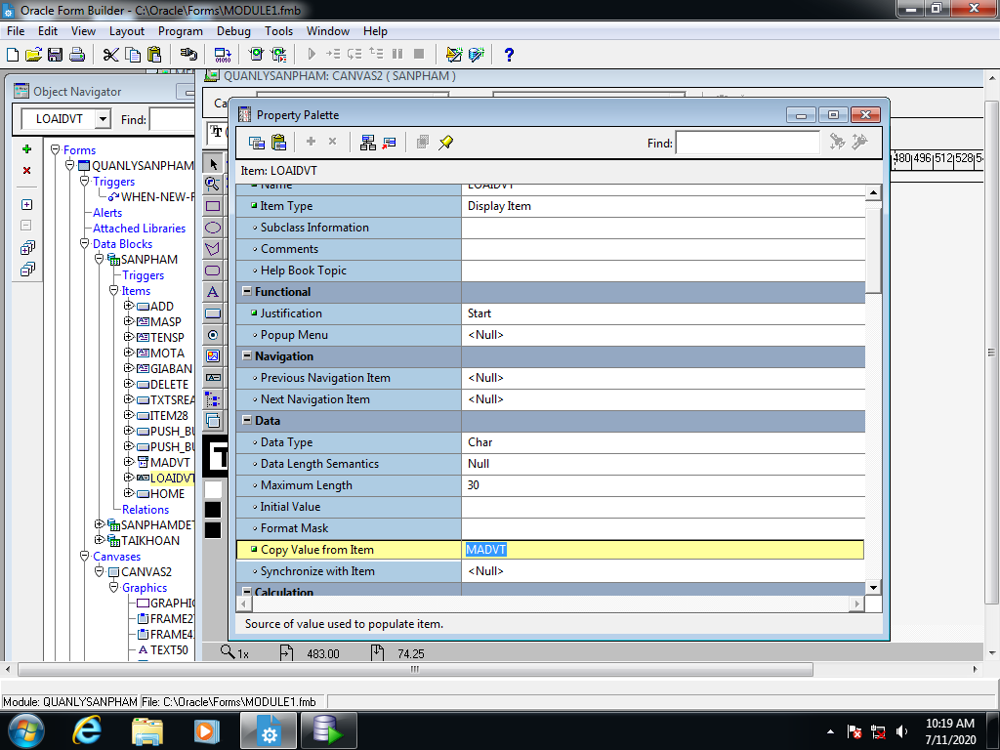 Oracle Form Builder - C:\Oracle\Forms\MODULE1.fmb
File Edit View Layout Program Debug Tools Window Help
QUANLYSANPHAM: CANVAS2 ( SANPHAM )
Object Navigator
LOAIDVT Find:
Forms
QUANLYSANPHAM
Triggers
WHEN-NEW-F
Alerts
Attached Libraries
Data Blocks
SANPHAM
Triggers
Items
ADD
MASP
TENSP
MOTA
GIABAN
DELETE
TXTSREA
ITEM28
PUSH_BU
PUSH_BU
MADVT
LOAIDVT
HOME
Relations
SANPHAMDET
TAIKHOAN
Canvases
CANVAS2
Graphics
GRAPHIC
FRAME27
FRAME4
TEXT50
Ca
480 496 512 528 54
Property Palette
Find:
Item: LOAIDVT
Name LOAIDVT
Item Type Display Item
Subclass Information
Comments
Help Book Topic
Functional
Justification Start
Popup Menu <Null>
Navigation
Previous Navigation Item <Null>
Next Navigation Item <Null>
Data
Data Type Char
Data Length Semantics Null
Maximum Length 30
Initial Value
Format Mask
Copy Value from Item MADVT
Synchronize with Item <Null>
Calculation
Source of value used to populate item.
1x 483.00 74.25
Module: QUANLYSANPHAM File: C:\Oracle\Forms\MODULE1.fmb
10:19 AM
7/11/2020